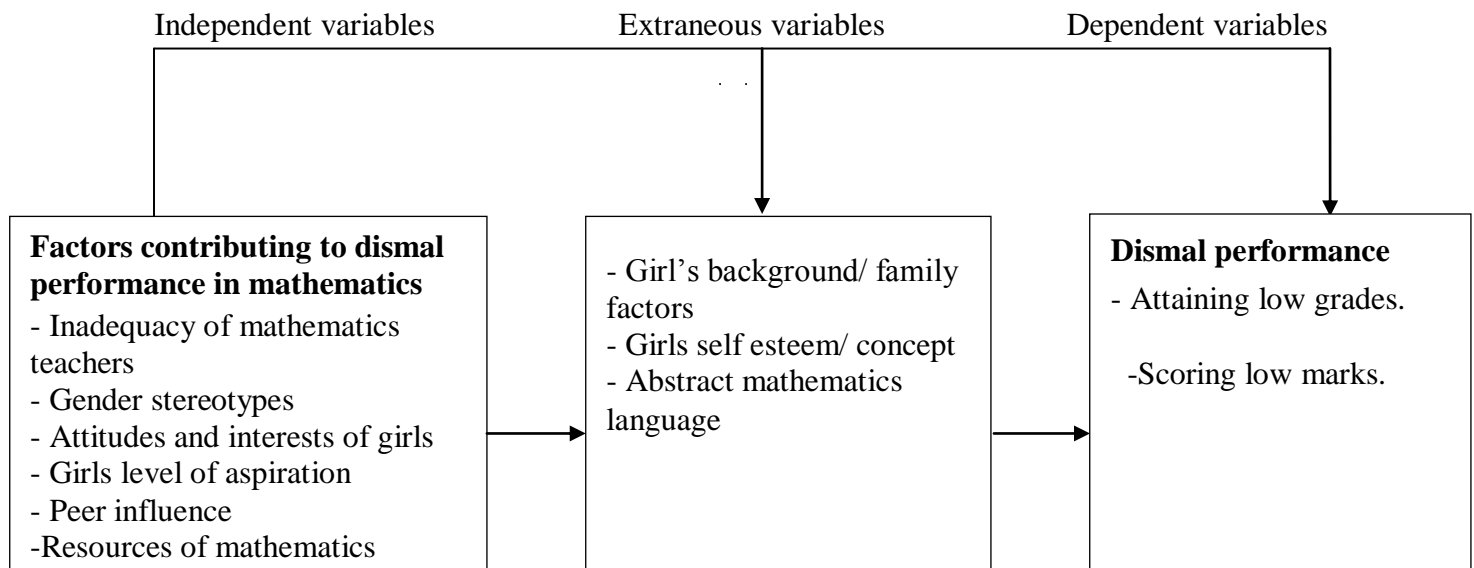 Independent variables
Extraneous variables
Dependent variables
Factors contributing to dismal
performance in mathematics
- Inadequacy of mathematics
teachers
- Gender stereotypes
- Attitudes and interests of girls
- Girls level of aspiration
- Peer influence
-Resources of mathematics
- Girl’s background/ family
factors
- Girls self esteem/ concept
- Abstract mathematics
language
Dismal performance
- Attaining low grades.
-Scoring low marks.